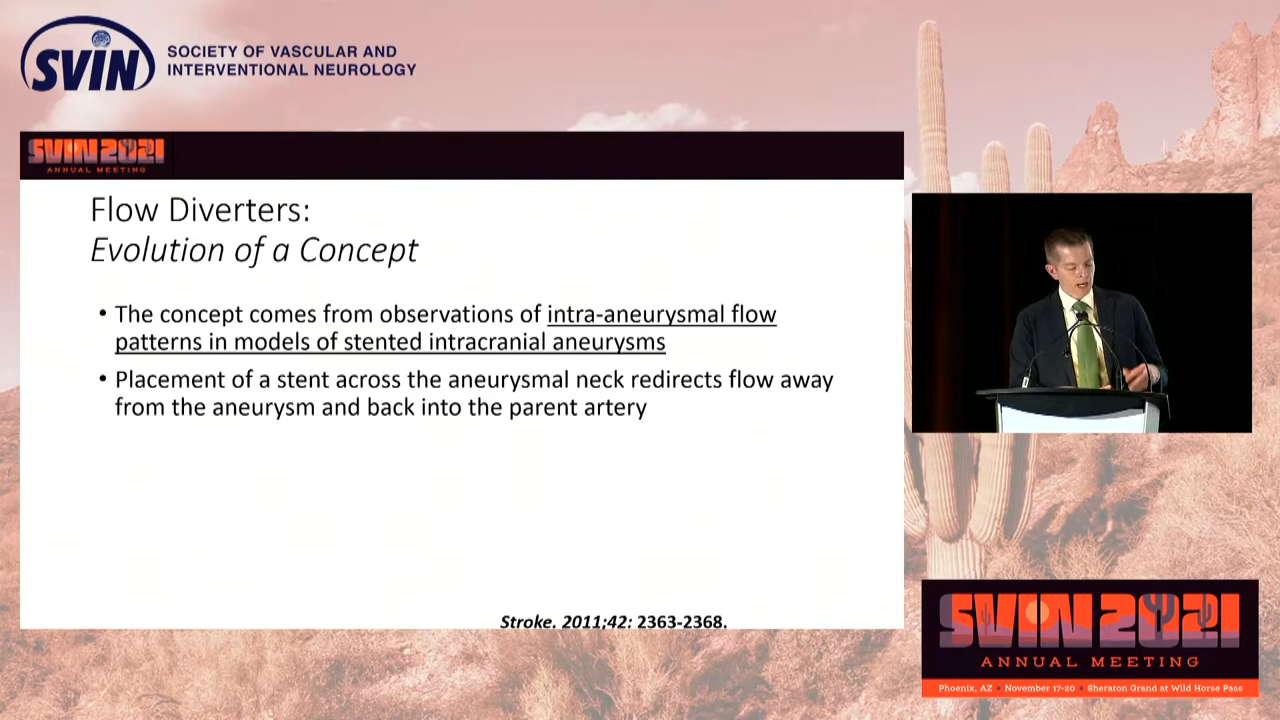 SVIN
SOCIETY OF VASCULAR AND
INTERVENTIONAL NEUROLOGY
SVIN 2021
ANNUAL MEETING
Flow Diverters:
Evolution of a Concept
• The concept comes from observations of intra-aneurysmal flow
patterns in models of stented intracranial aneurysms
• Placement of a stent across the aneurysmal neck redirects flow away
from the aneurysm and back into the parent artery
Stroke. 2011;42: 2363-2368.
SVIN 2021
ANNUAL MEETING
Phoenix, AZ • November 17-20 • Sheraton Grand at Wild Horse Pass